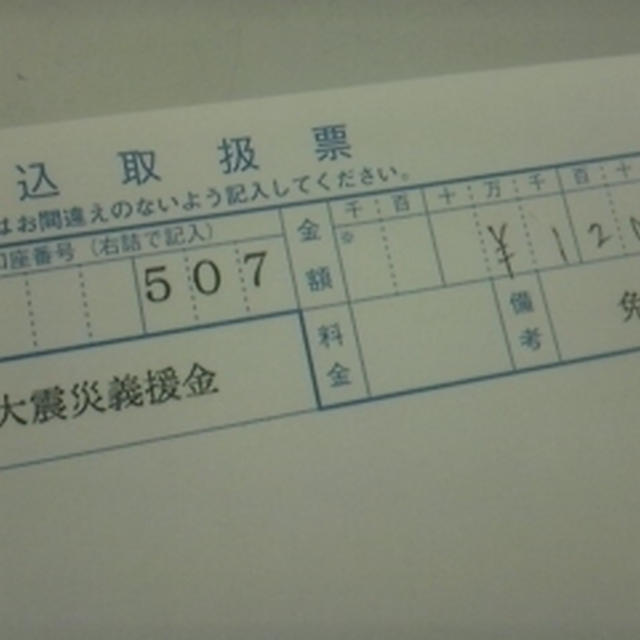 込取扱票
はお間違えのないよう記入してください。
口座番号（右詰で記入） 金額 千百十万千百十
507 ※ ¥12
料金 備考 免
大震災義援金